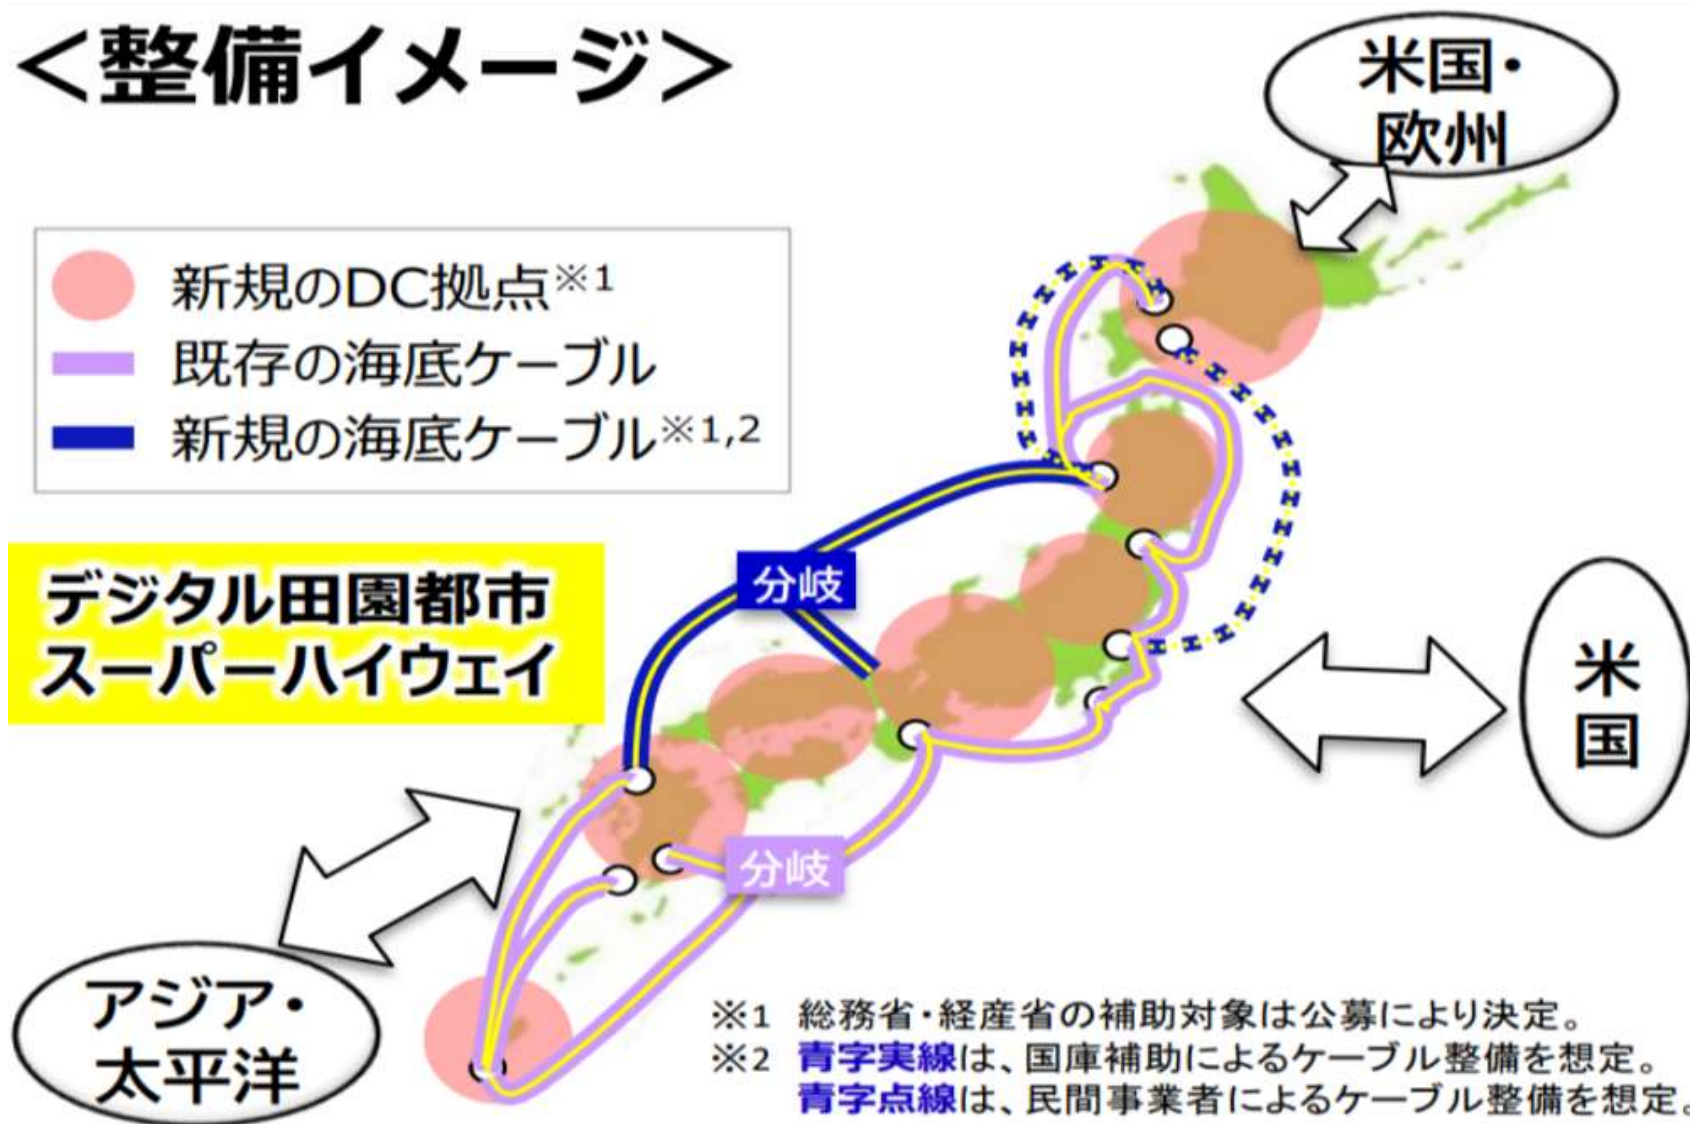 ＜整備イメージ＞
米国・
欧州
新規のDC拠点※1
既存の海底ケーブル
新規の海底ケーブル※1,2
デジタル田園都市
スーパーハイウェイ
分岐
米
国
分岐
アジア・
太平洋
※1 総務省・経産省の補助対象は公募により決定。
※2 青字実線は、国庫補助によるケーブル整備を想定。
青字点線は、民間事業者によるケーブル整備を想定。